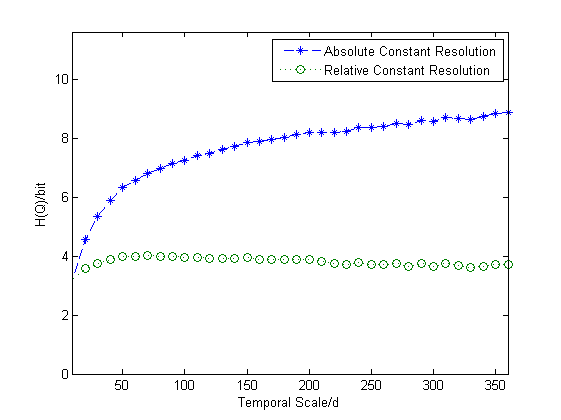 Absolute Constant Resolution
Relative Constant Resolution
H(Q)/bit
10
8
6
4
2
0
50 100 150 200 250 300 350
Temporal Scale/d